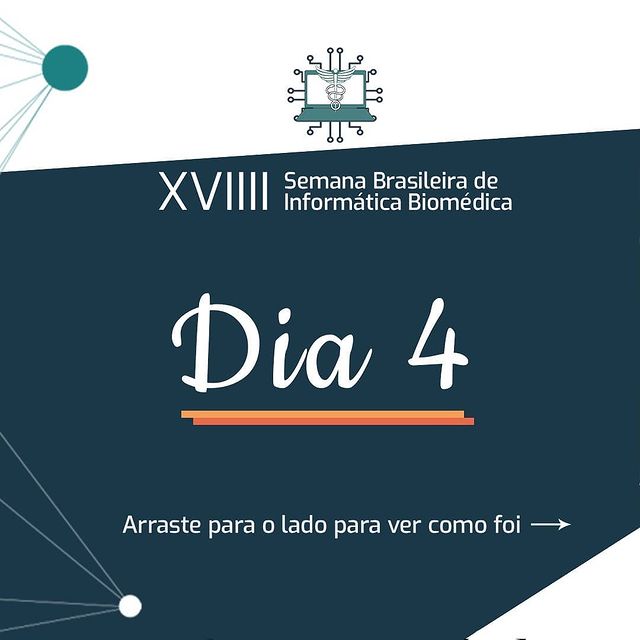 XVIIII Semana Brasileira de
Informática Biomédica
Dia 4
Arraste para o lado para ver como foi